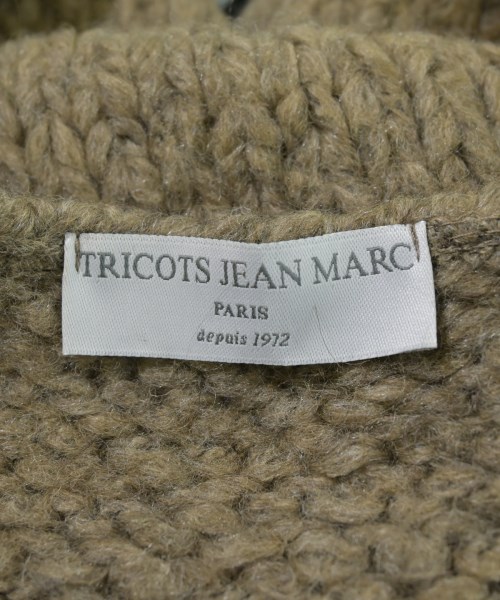 TRICOTS JEAN MARC
PARIS
depuis 1972